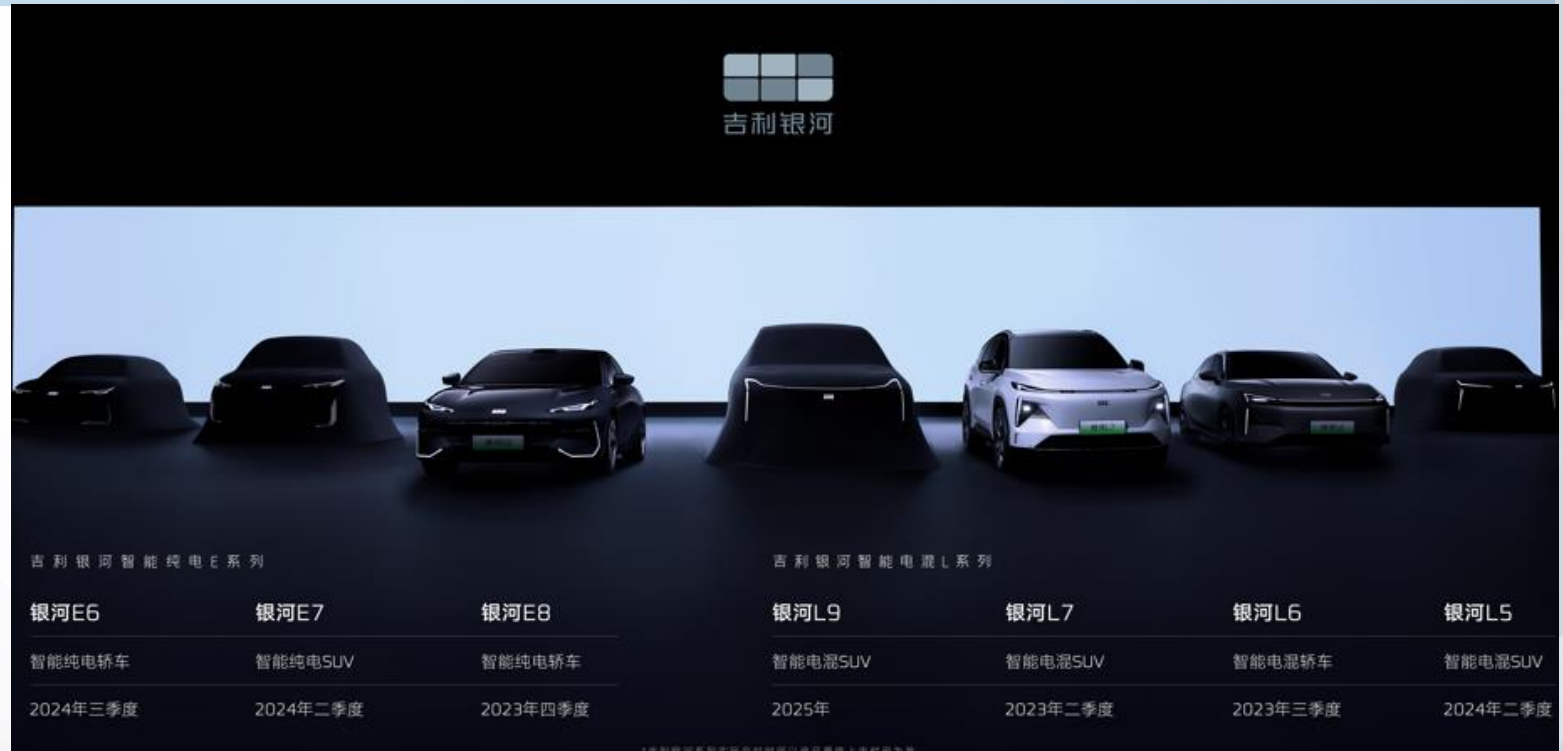 吉利银河
银河L7
吉利银河智能纯电E系列
吉利银河智能电混L系列
银河E6 银河E7 银河E8 银河L9 银河L7 银河L6 银河L5
智能纯电轿车 智能纯电SUV 智能纯电轿车 智能电混SUV 智能电混SUV 智能电混轿车 智能电混SUV
2024年三季度 2024年二季度 2023年四季度 2025年 2023年二季度 2023年三季度 2024年二季度